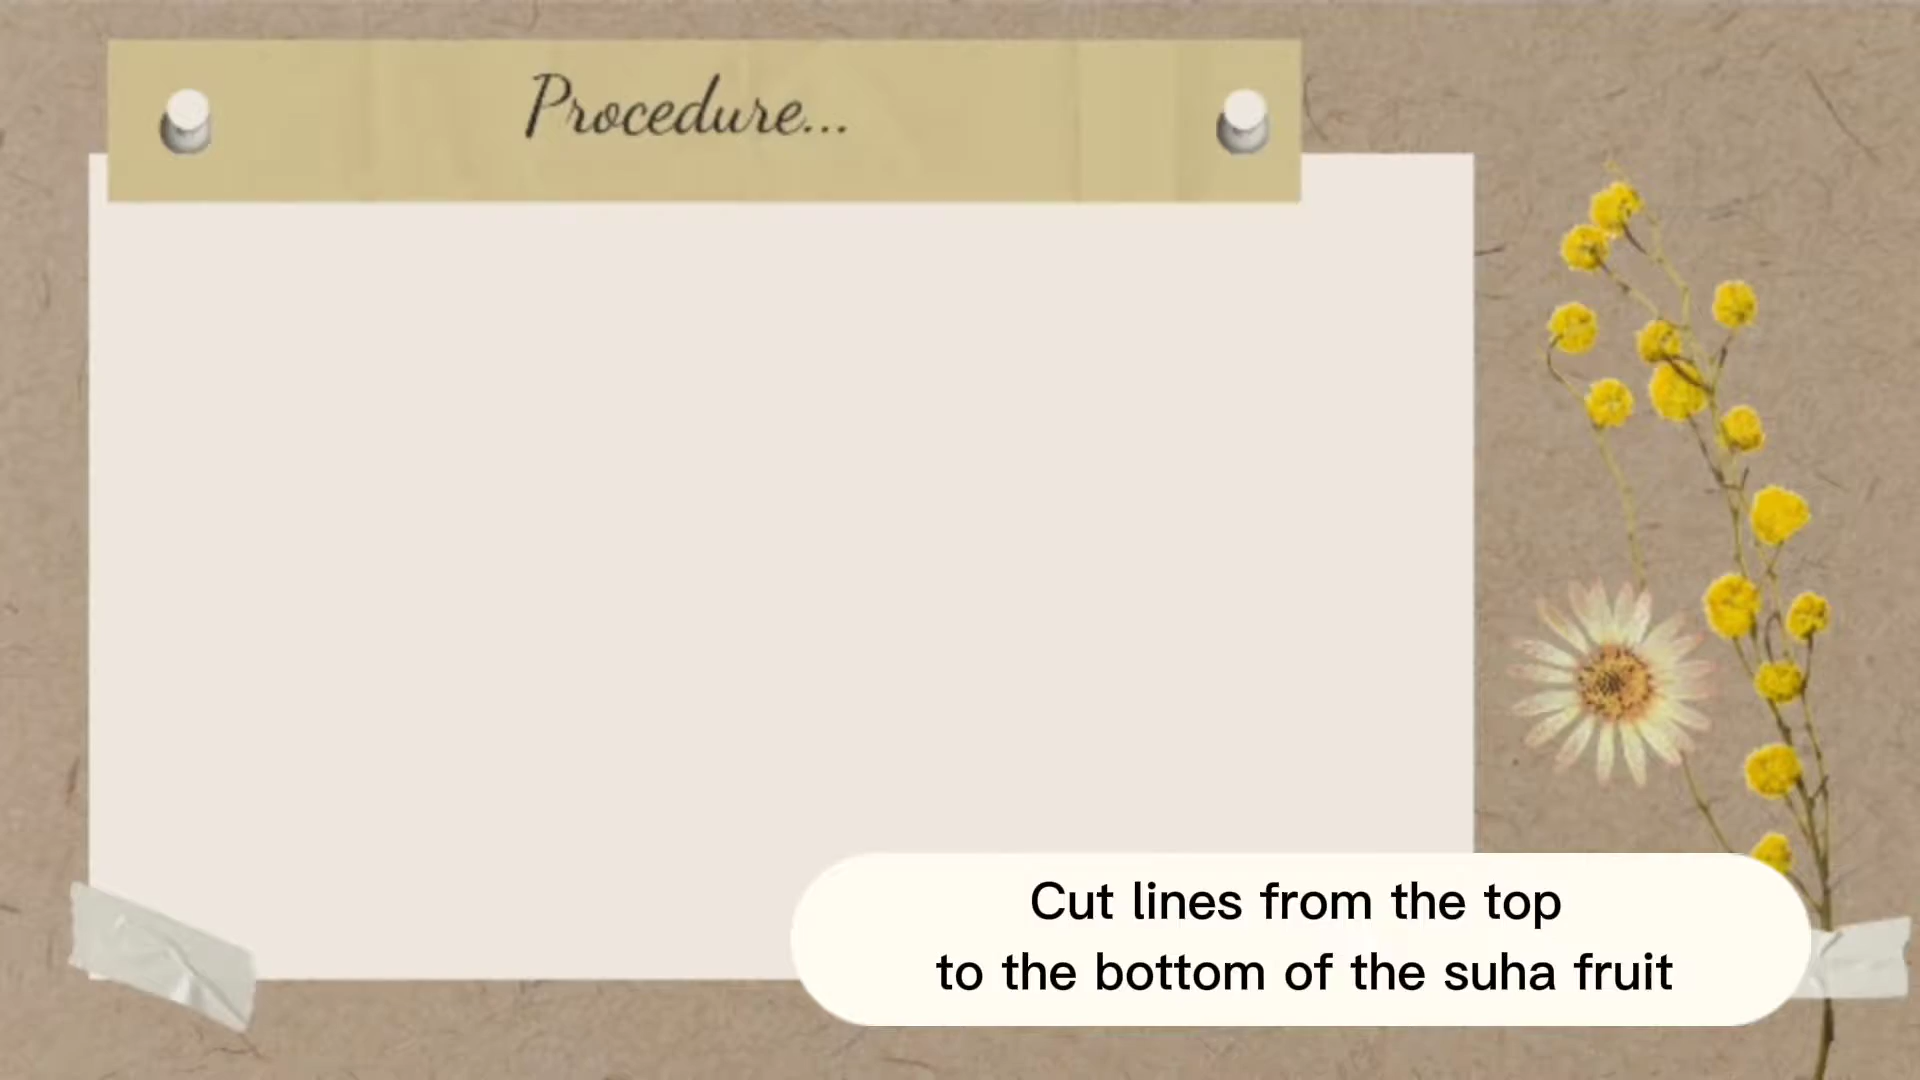 Procedure...
Cut lines from the top
to the bottom of the suha fruit